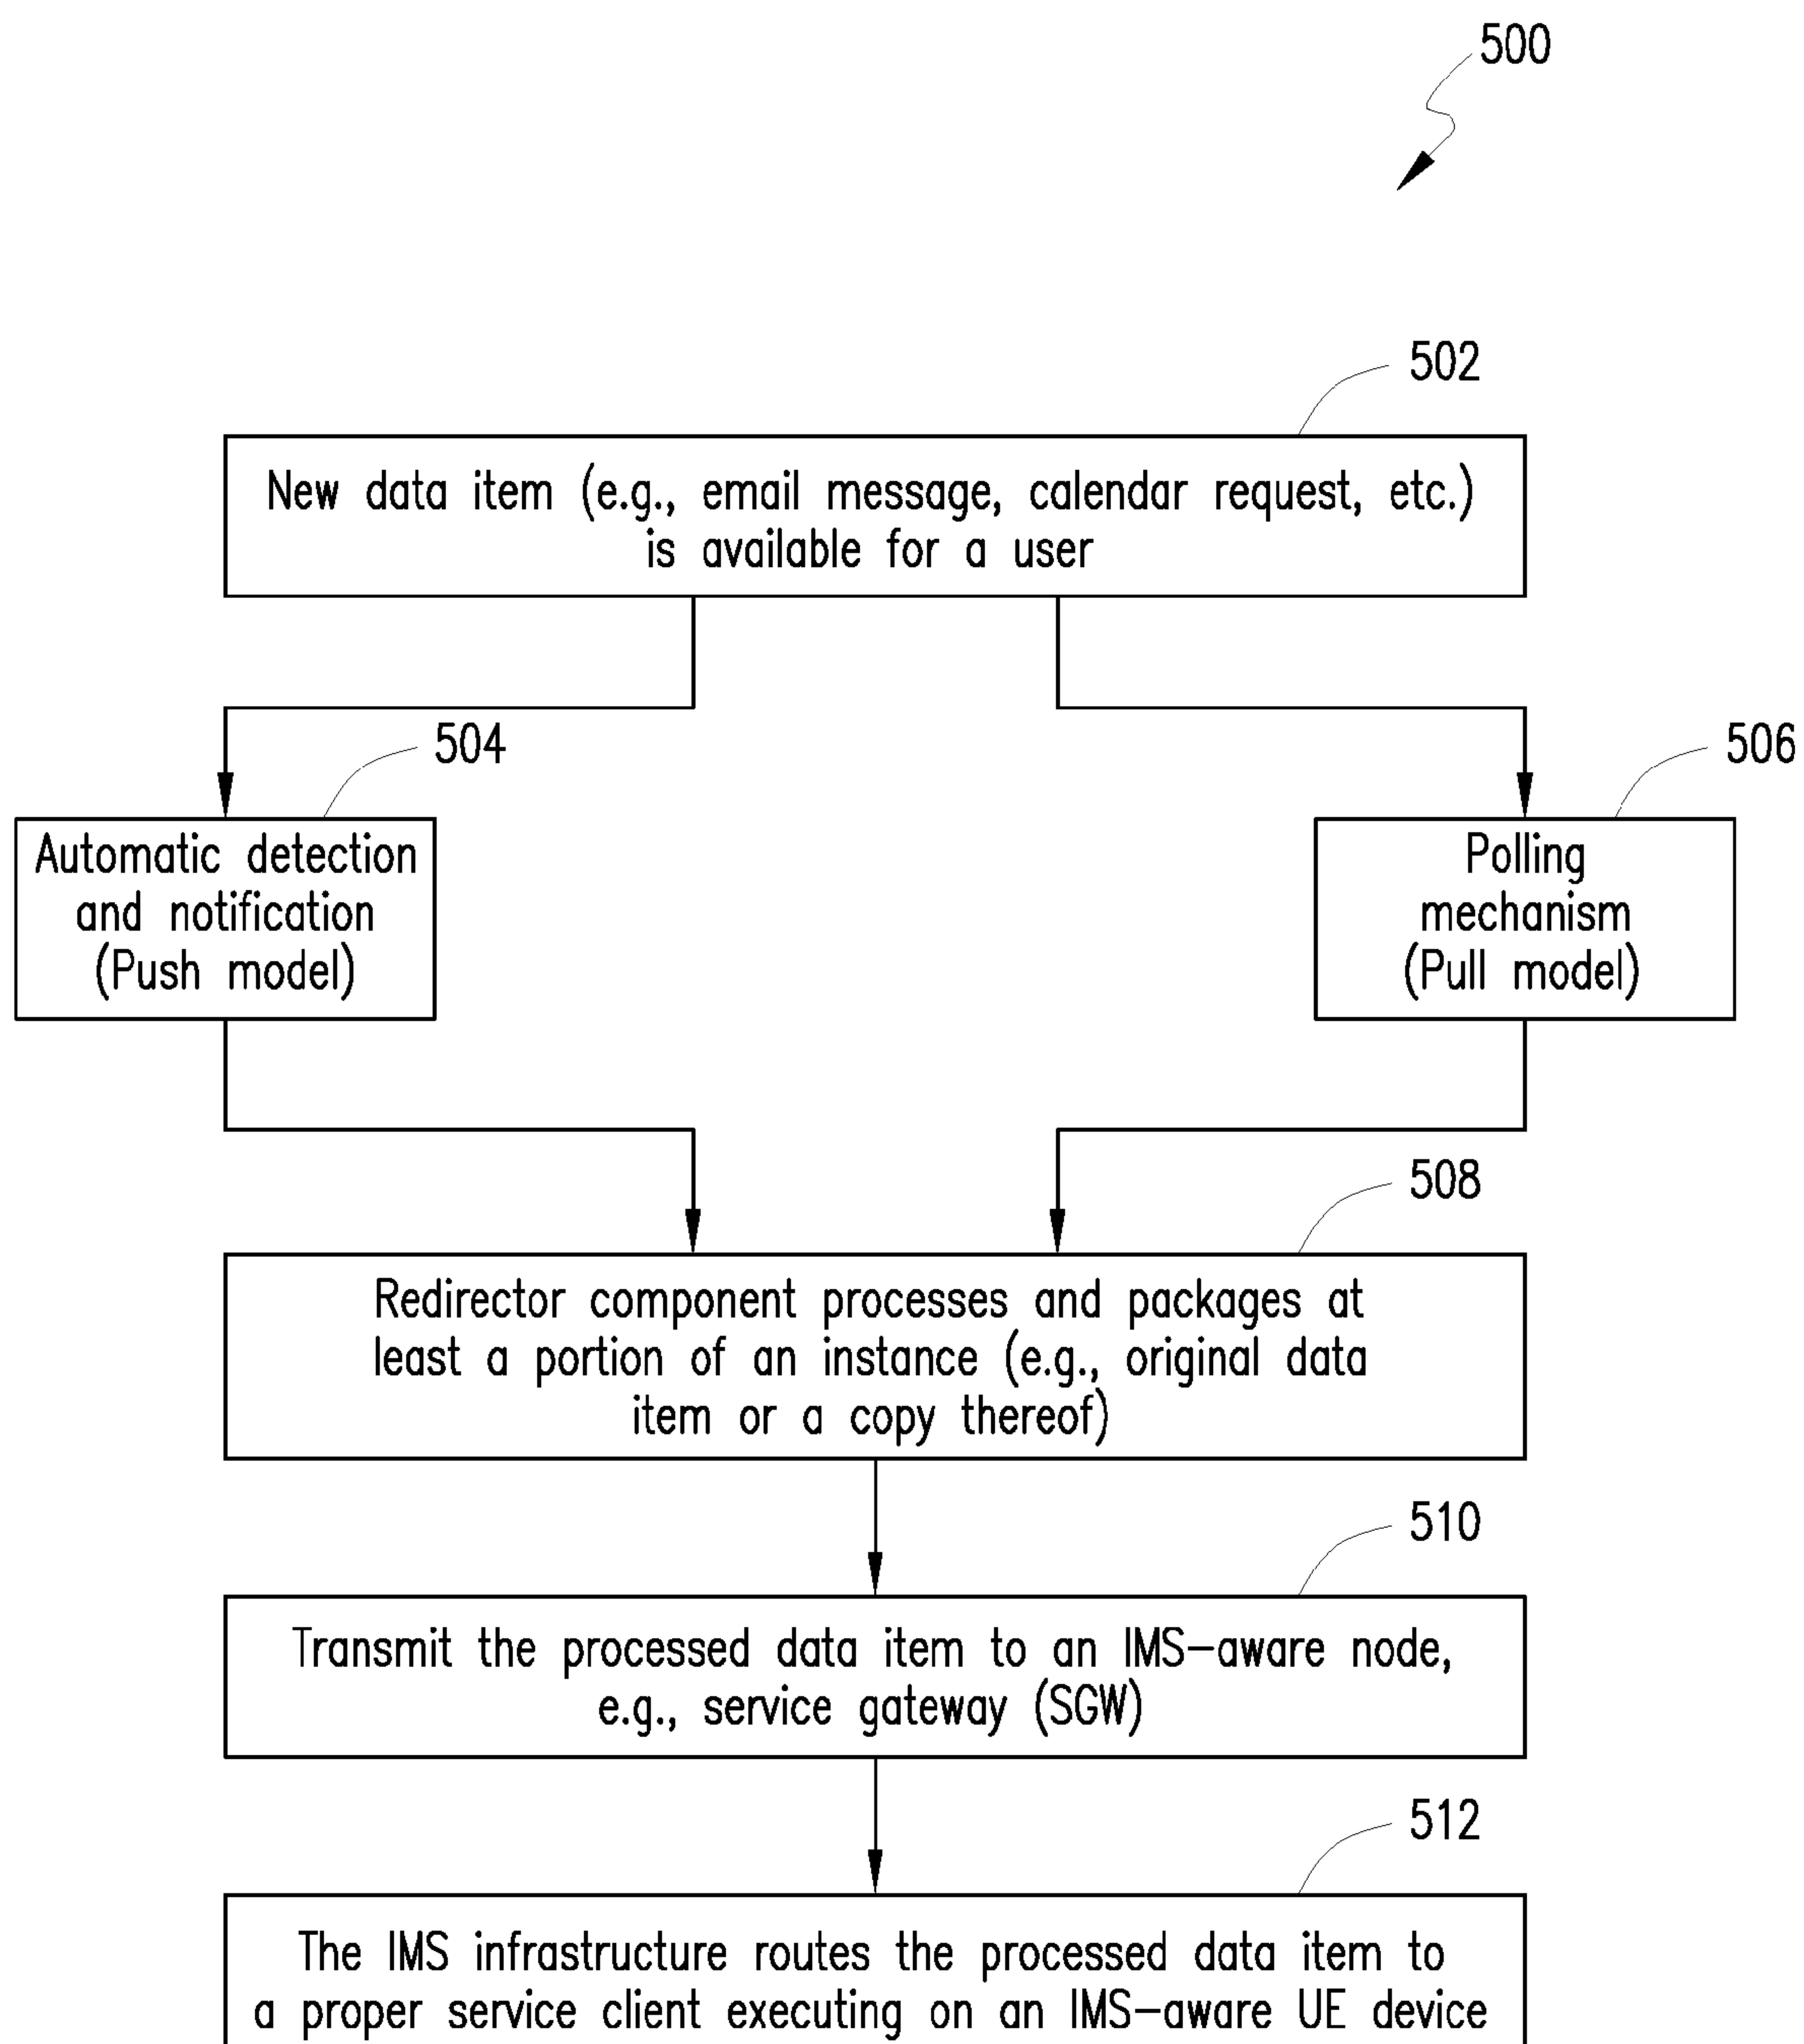 500
502
New data item (e.g., email message, calendar request, etc.)
is available for a user
504
506
Automatic detection
and notification
(Push model)
Polling
mechanism
(Pull model)
508
Redirector component processes and packages at
least a portion of an instance (e.g., original data
item or a copy thereof)
510
Transmit the processed data item to an IMS-aware node,
e.g., service gateway (SGW)
512
The IMS infrastructure routes the processed data item to
a proper service client executing on an IMS-aware UE device